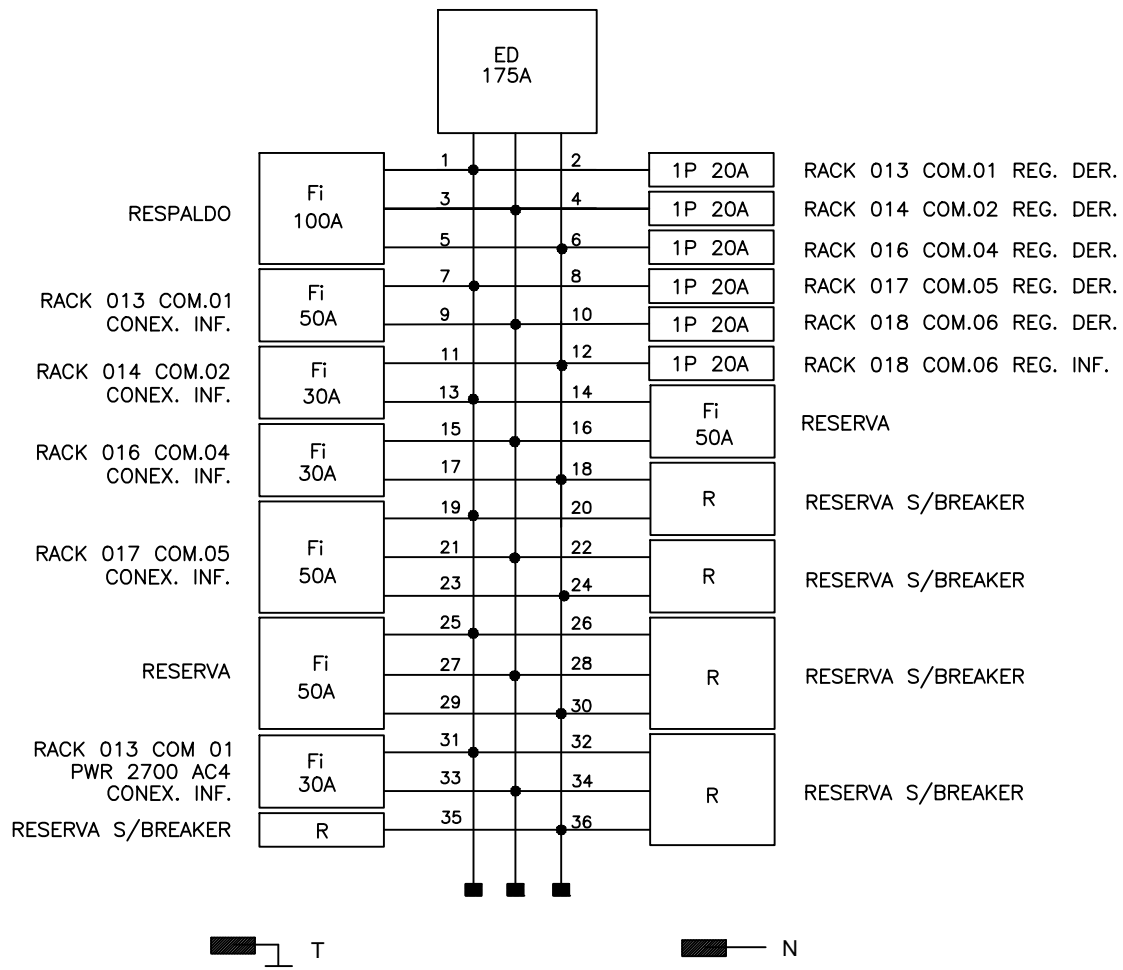 ED
175A
1
2
3
4
5
6
7
8
9
10
11
12
13
14
15
16
17
18
19
20
21
22
23
24
25
26
27
28
29
30
31
32
33
34
35
36
RESPALDO
Fi
100A
RACK 013 COM.01
CONEX. INF.
Fi
50A
RACK 014 COM.02
CONEX. INF.
Fi
30A
RACK 016 COM.04
CONEX. INF.
Fi
30A
RACK 017 COM.05
CONEX. INF.
Fi
50A
RESERVA
Fi
50A
RACK 013 COM 01
PWR 2700 AC4
CONEX. INF.
Fi
30A
RESERVA S/BREAKER
R
1P 20A
RACK 013 COM.01 REG. DER.
1P 20A
RACK 014 COM.02 REG. DER.
1P 20A
RACK 016 COM.04 REG. DER.
1P 20A
RACK 017 COM.05 REG. DER.
1P 20A
RACK 018 COM.06 REG. DER.
1P 20A
RACK 018 COM.06 REG. INF.
Fi
50A
RESERVA
R
RESERVA S/BREAKER
R
RESERVA S/BREAKER
R
RESERVA S/BREAKER
R
RESERVA S/BREAKER
T
N